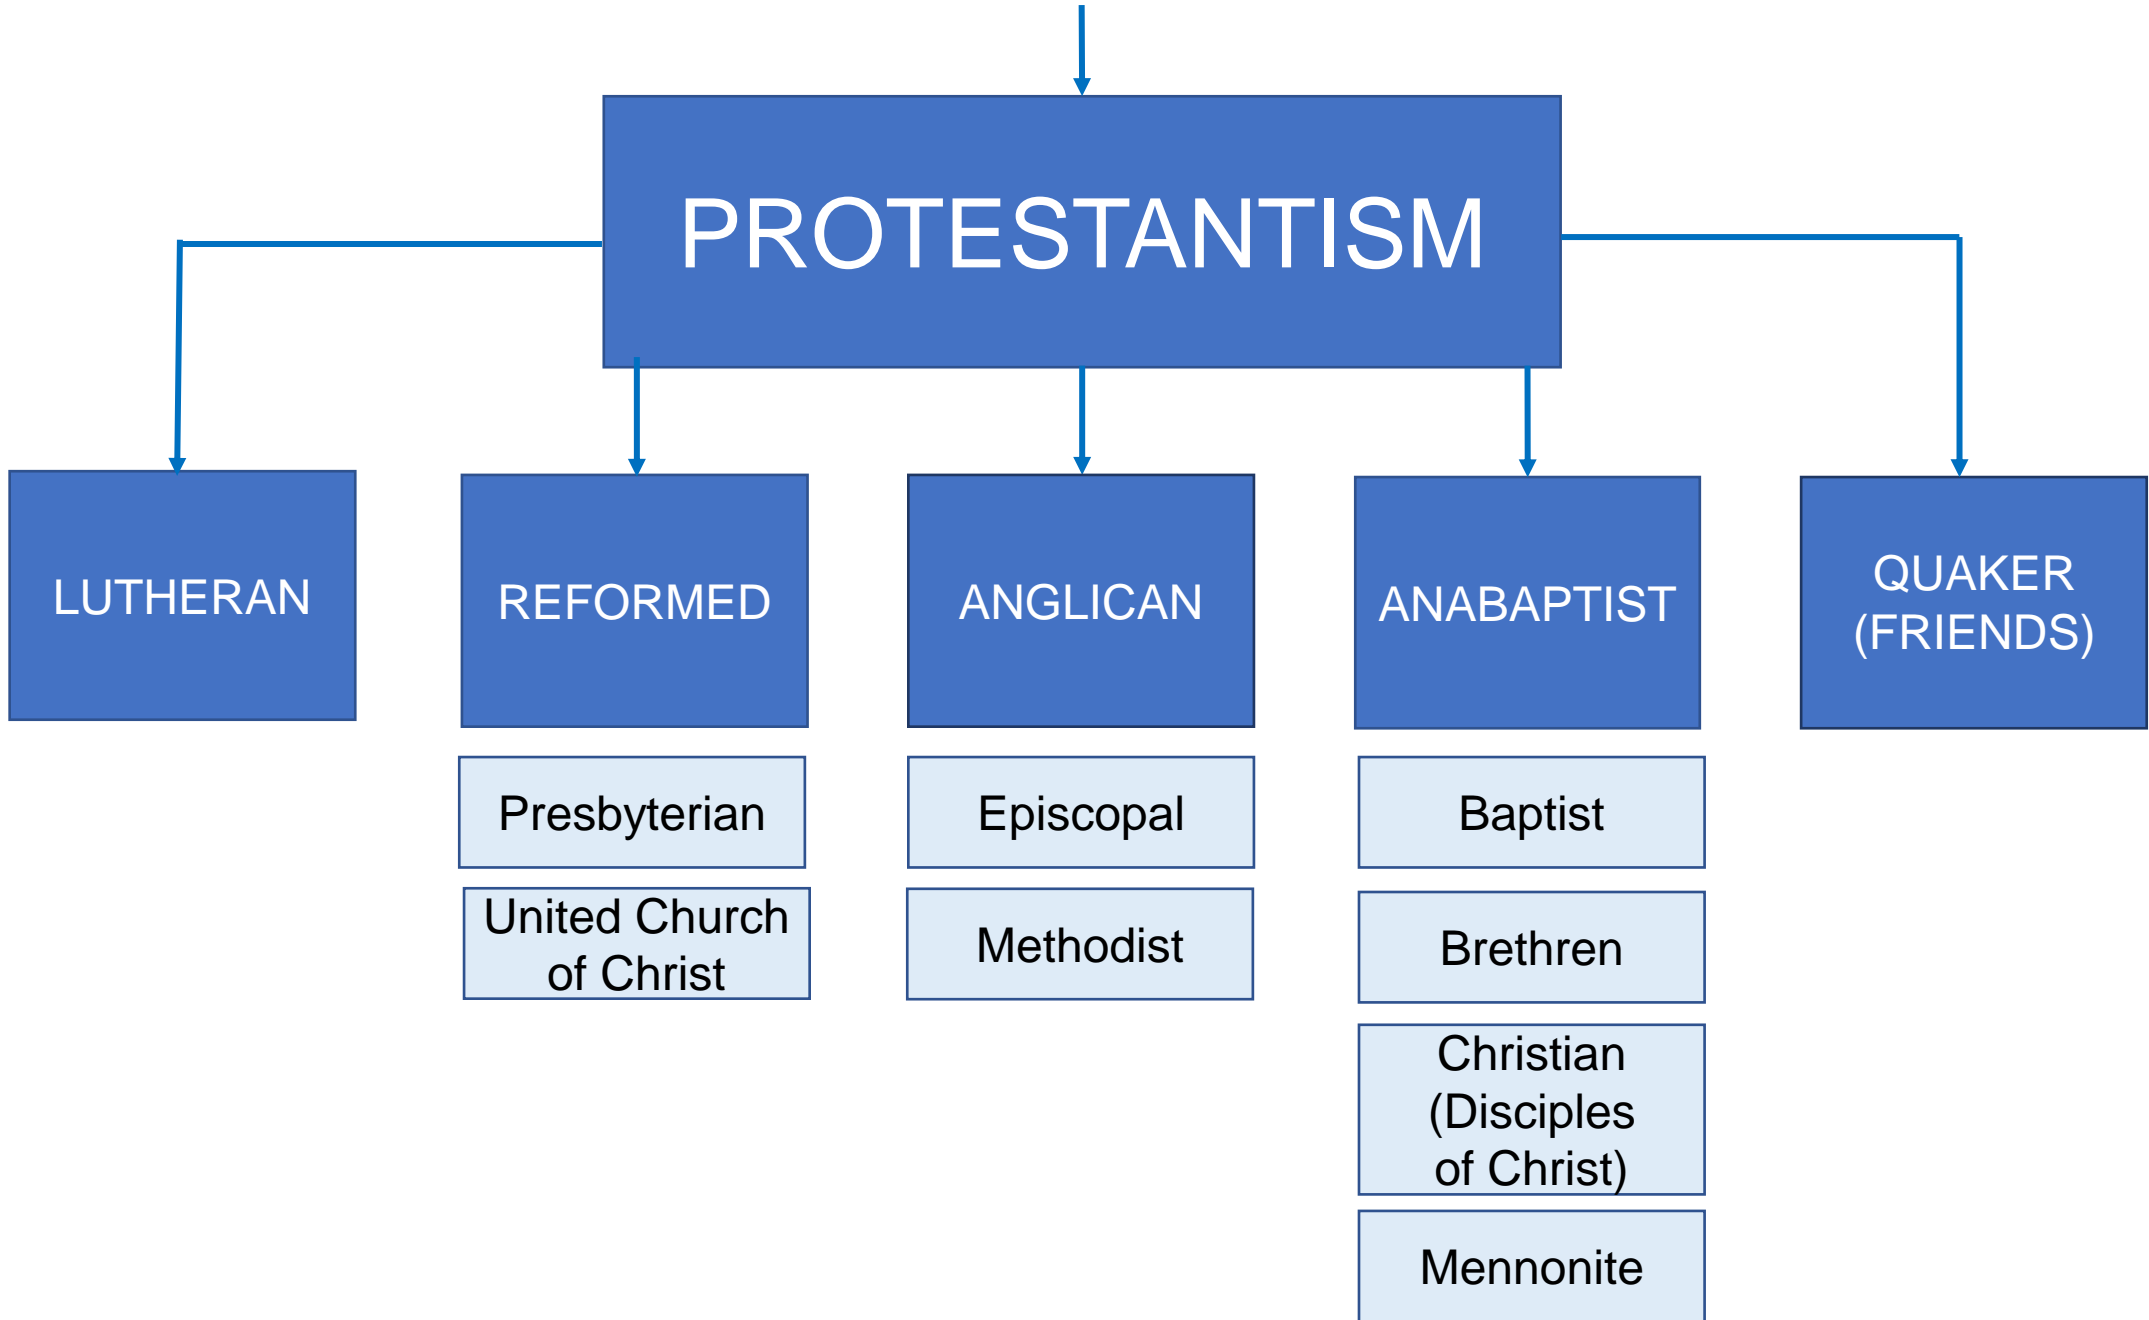 PROTESTANTISM
LUTHERAN
REFORMED
ANGLICAN
ANABAPTIST
QUAKER
(FRIENDS)
Presbyterian
Episcopal
Baptist
United Church
of Christ
Methodist
Brethren
Christian
(Disciples
of Christ)
Mennonite